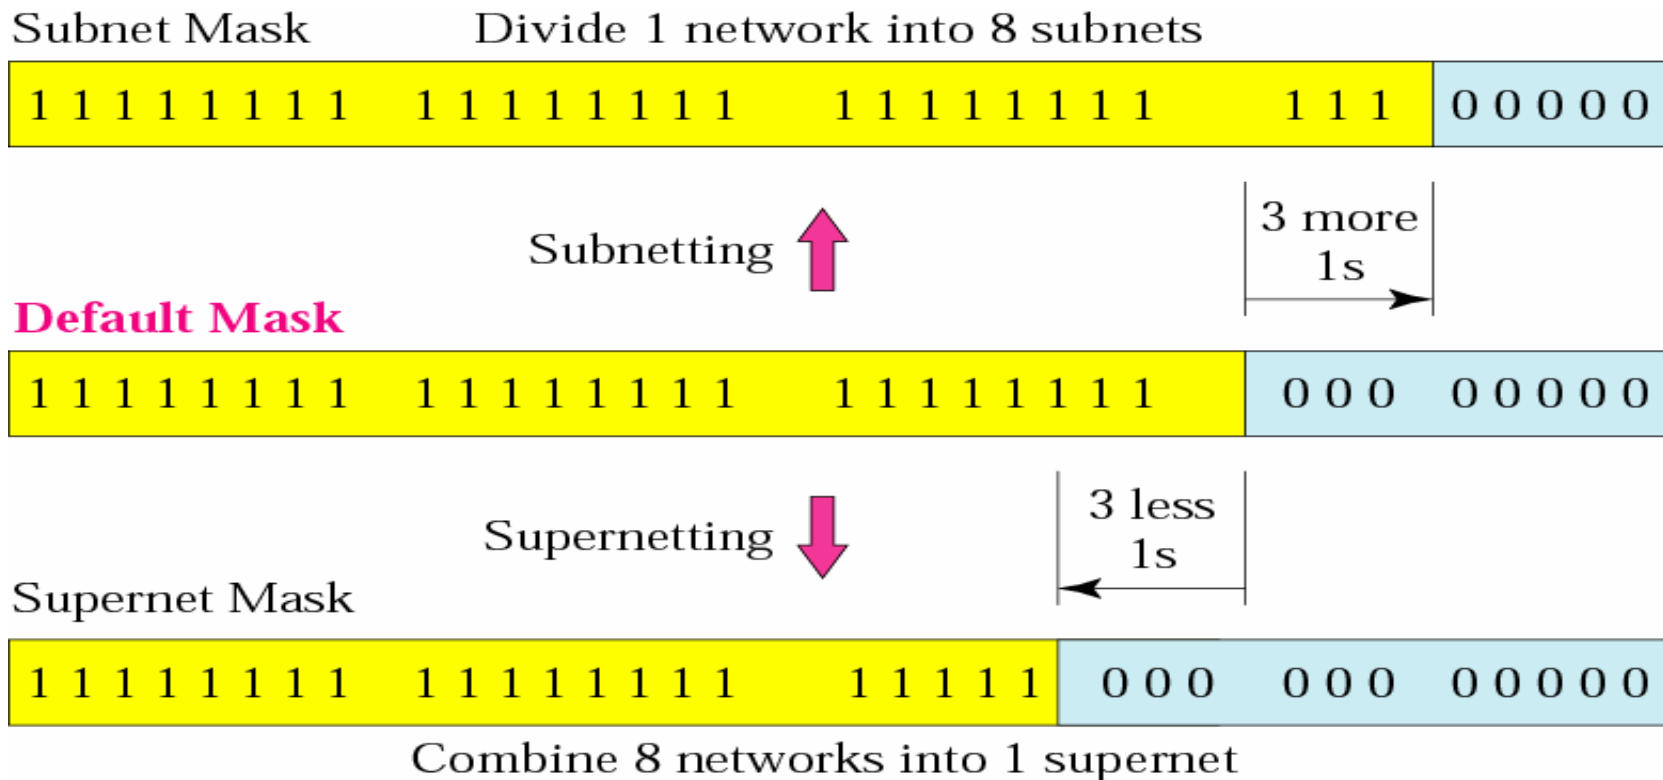 Subnet Mask Divide 1 network into 8 subnets
1 1 1 1 1 1 1 1 1 1 1 1 1 1 1 1 1 1 1 1 1 1 1 1 1 1 1 0 0 0 0 0
Subnetting
3 more
1s
Default Mask
1 1 1 1 1 1 1 1 1 1 1 1 1 1 1 1 1 1 1 1 1 1 1 1 0 0 0 0 0 0 0 0
Supernetting
3 less
1s
Supernet Mask
1 1 1 1 1 1 1 1 1 1 1 1 1 1 1 1 1 1 1 1 1 0 0 0 0 0 0 0 0 0 0 0
Combine 8 networks into 1 supernet